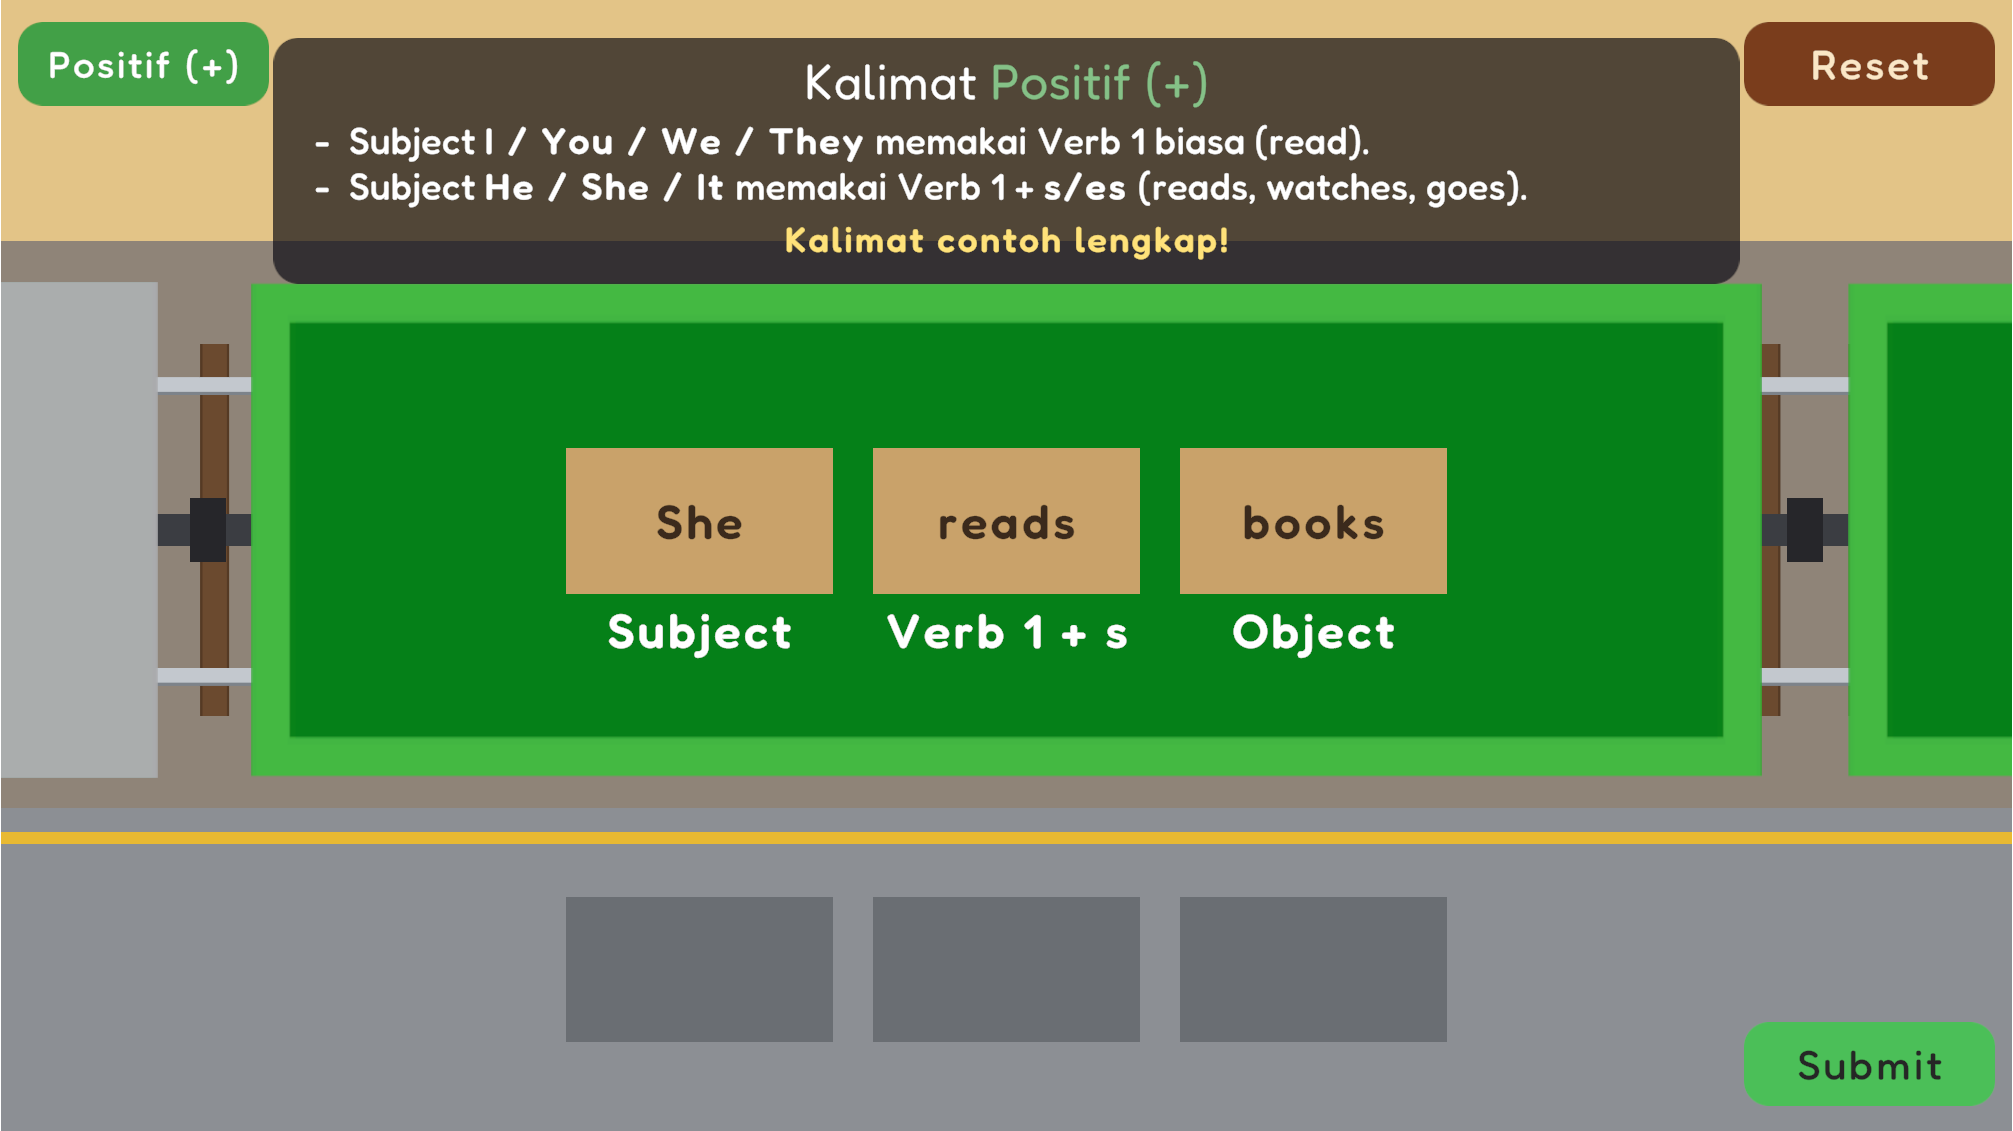 Positif (+)
Kalimat Positif (+)
Reset
- Subject I / You / We / They memakai Verb 1 biasa (read).
- Subject He / She / It memakai Verb 1 + s/es (reads, watches, goes).
Kalimat contoh lengkap!
She reads books
Subject Verb 1 + s Object
Submit